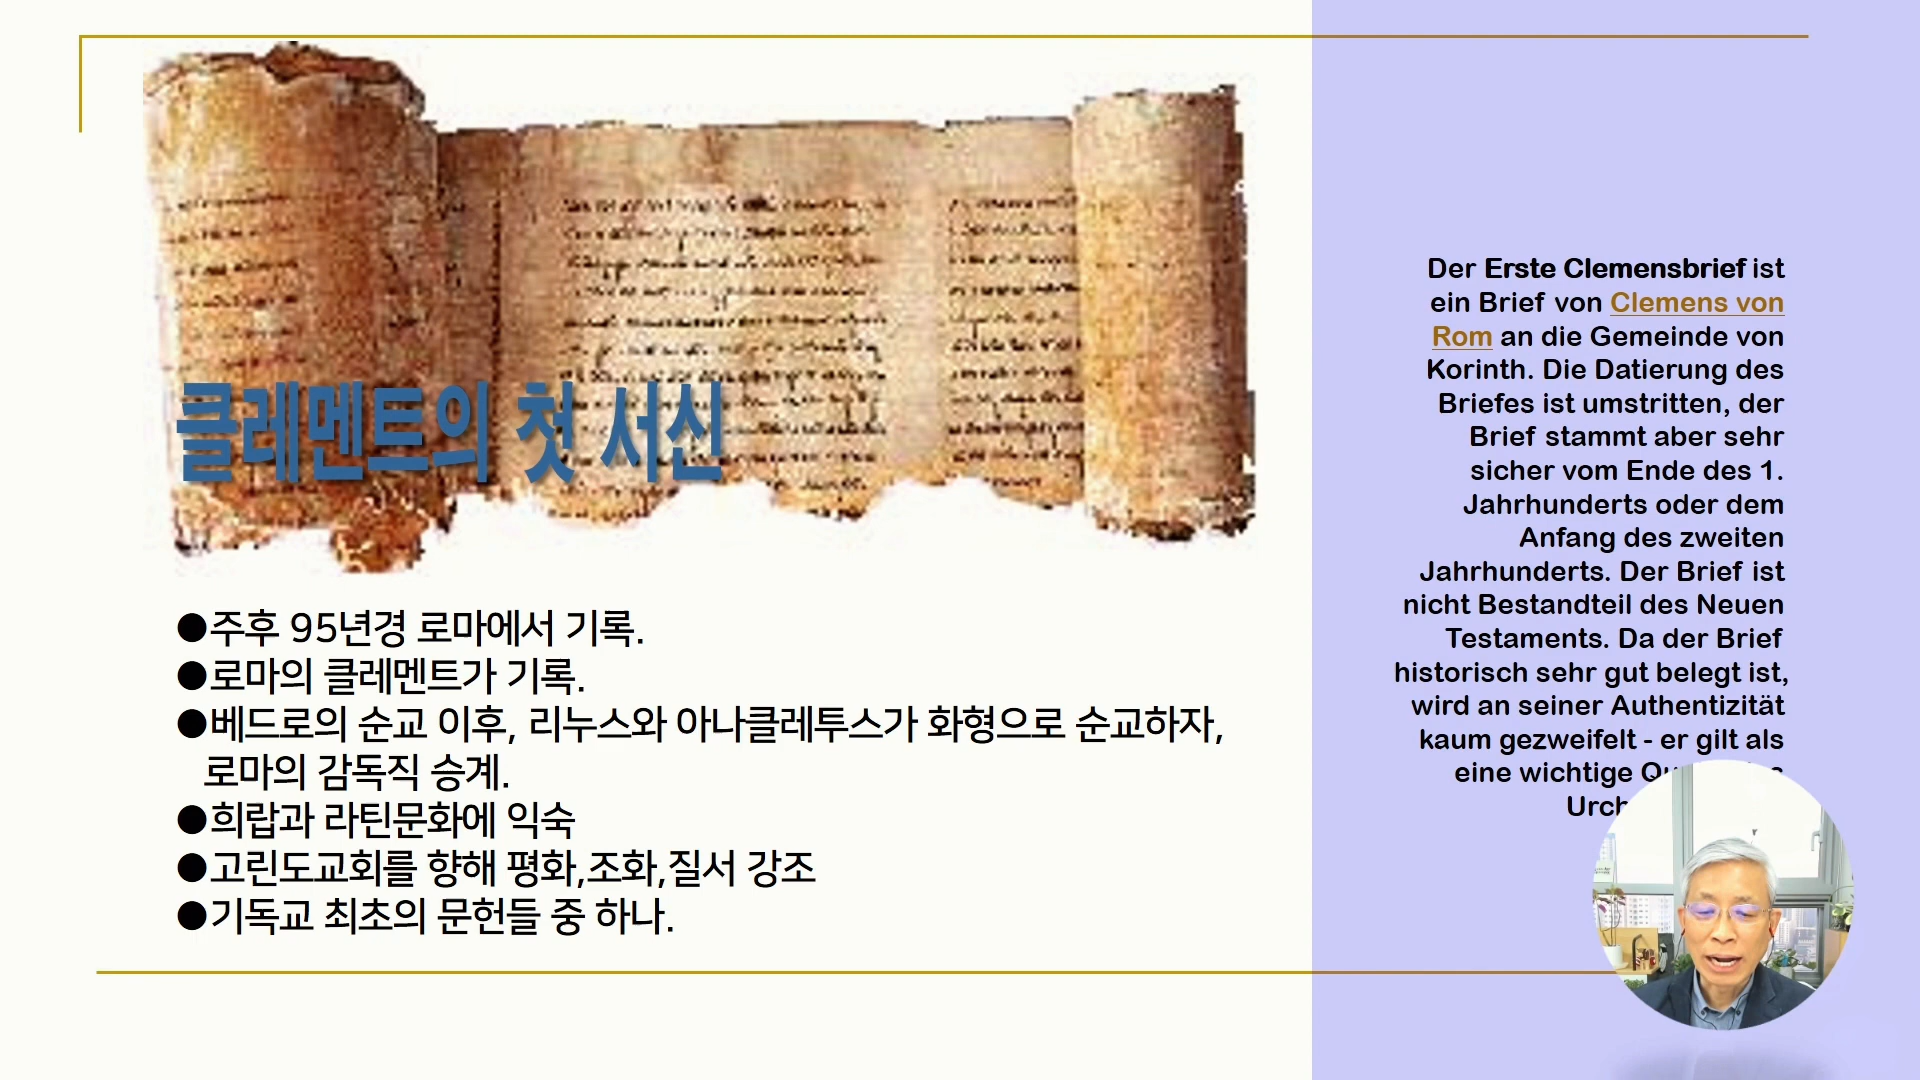 클레멘트의 첫 서신
●주후 95년경 로마에서 기록.
●로마의 클레멘트가 기록.
●베드로의 순교 이후, 리누스와 아나클레투스가 화형으로 순교하자,
로마의 감독직 승계.
●희랍과 라틴문화에 익숙
●고린도교회를 향해 평화,조화,질서 강조
●기독교 최초의 문헌들 중 하나.
Der Erste Clemensbrief ist
ein Brief von Clemens von
Rom an die Gemeinde von
Korinth. Die Datierung des
Briefes ist umstritten, der
Brief stammt aber sehr
sicher vom Ende des 1.
Jahrhunderts oder dem
Anfang des zweiten
Jahrhunderts. Der Brief ist
nicht Bestandteil des Neuen
Testaments. Da der Brief
historisch sehr gut belegt ist,
wird an seiner Authentizität
kaum gezweifelt - er gilt als
eine wichtige